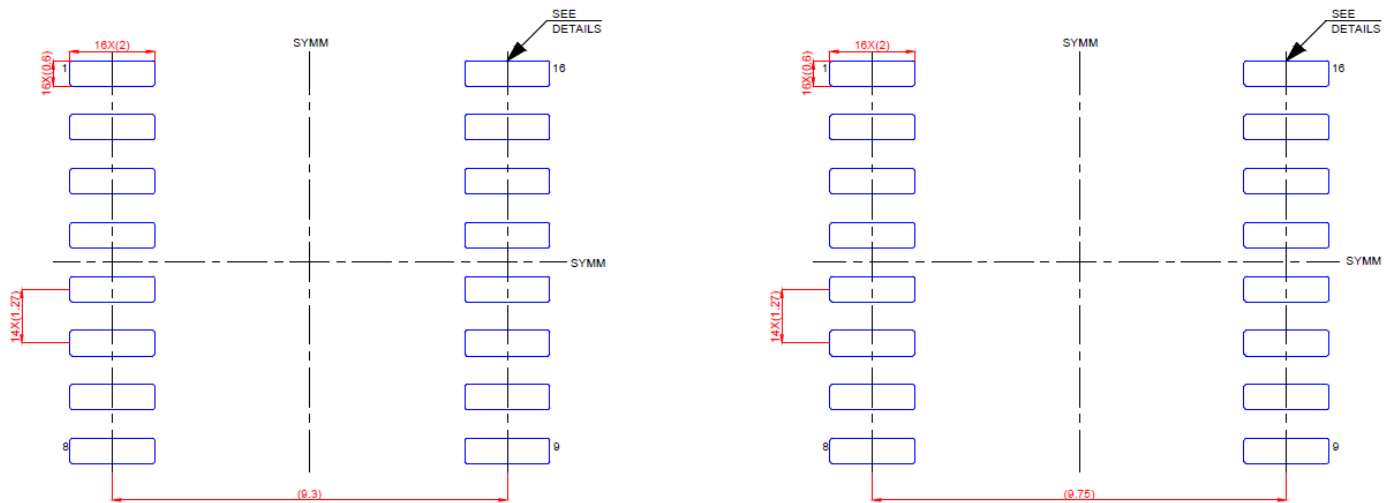 SEE
DETAILS
SYMM
16X(2)
16X(0.6)
1
16
SYMM
14X(1.27)
8
9
(9.3)
SEE
DETAILS
SYMM
16X(2)
16X(0.6)
1
16
SYMM
14X(1.27)
8
9
(9.75)